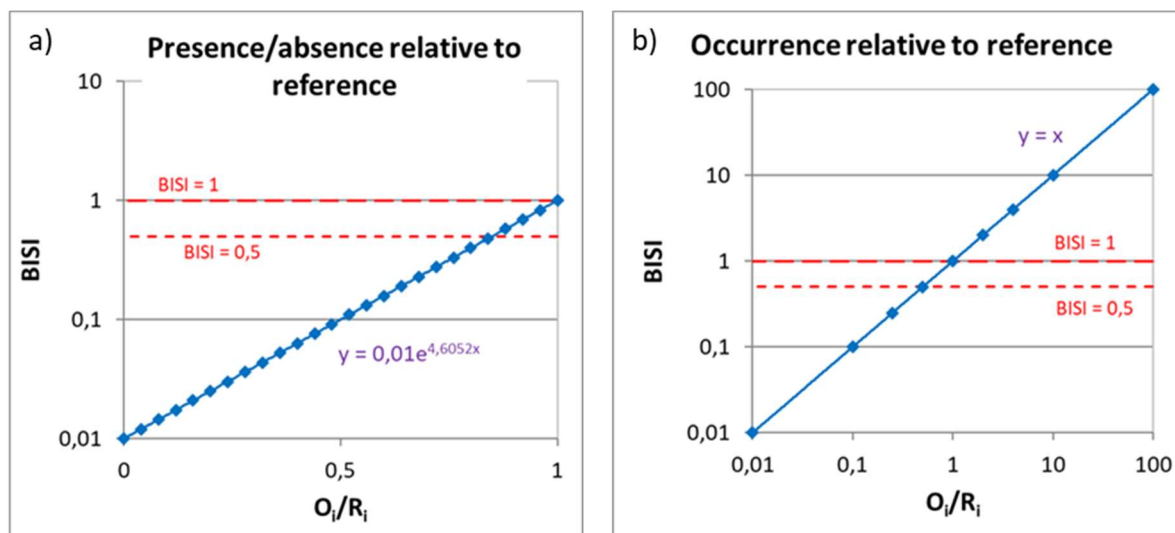 a)
Presence/absence relative to
reference
10
1
0,1
0,01
BISI
BISI = 1
BISI = 0,5
y = 0,01e^4,6052x
0
0,5
1
Oi/Ri
b)
Occurrence relative to reference
100
10
1
0,1
0,01
BISI
y = x
BISI = 1
BISI = 0,5
0,01
0,1
1
10
100
Oi/Ri